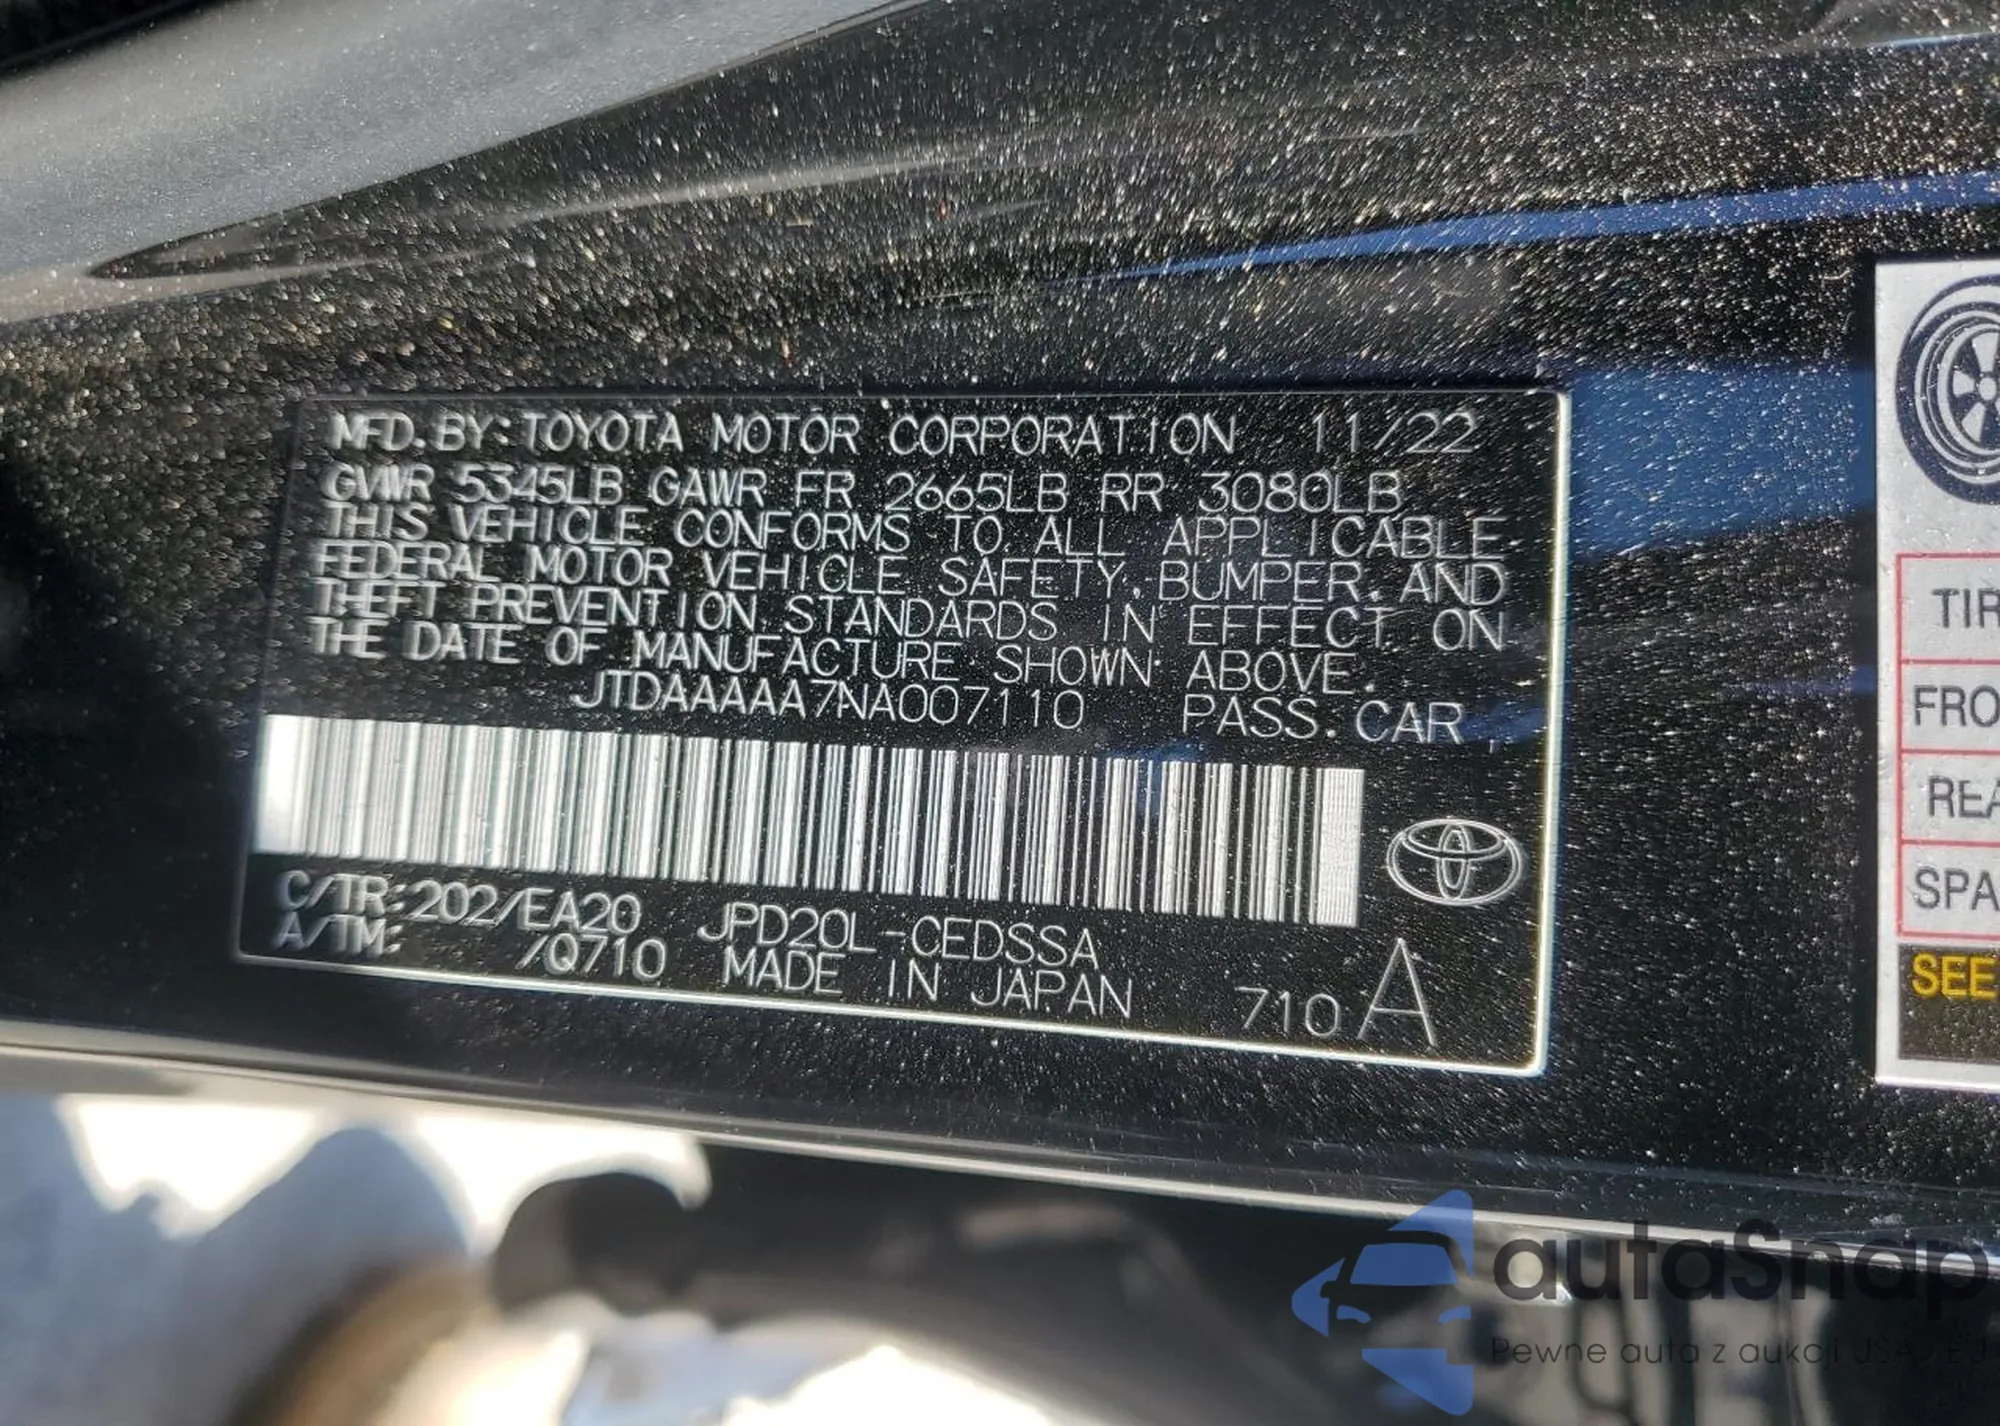 MFD.BY:TOYOTA MOTOR CORPORATION 11/22
GVWR 5345LB GAWR FR 2665LB RR 3080LB
THIS VEHICLE CONFORMS TO ALL APPLICABLE
FEDERAL MOTOR VEHICLE SAFETY, BUMPER, AND
THEFT PREVENTION STANDARDS IN EFFECT ON
THE DATE OF MANUFACTURE SHOWN ABOVE.
JTDAAAAA7NA007110 PASS.CAR
C/TR:202/EA20 JPD20L-CEDSSA
A/TM: /Q710 MADE IN JAPAN 710 A
TIR
FRO
REA
SPA
SEE
autaSnap
Pewne auta z aukcji USA